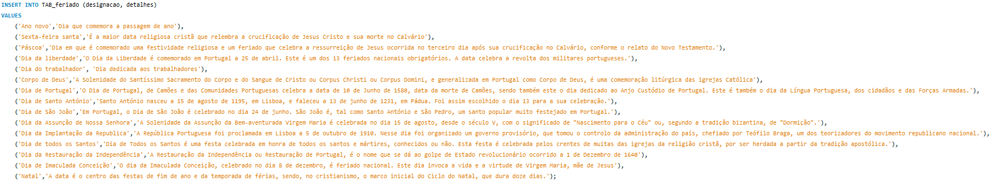 INSERT INTO TAB_feriado (designacao, detalhes)
VALUES
('Ano novo','Dia que comemora a passagem de ano'),
('Sexta-feira santa','É a maior data religiosa cristã que relembra a crucificação de Jesus Cristo e sua morte no Calvário'),
('Páscoa','Dia em que é comemorado uma festividade religiosa e um feriado que celebra a ressurreição de Jesus ocorrida no terceiro dia após sua crucificação no Calvário, conforme o relato do Novo Testamento.'),
('Dia da liberdade','O Dia da Liberdade é comemorado em Portugal a 25 de abril. Este é um dos 13 feriados nacionais obrigatórios. A data celebra a revolta dos militares portugueses.'),
('Dia do trabalhador', 'Dia dedicada aos trabalhadores'),
('Corpo de Deus','A Solenidade do Santíssimo Sacramento do Corpo e do Sangue de Cristo ou Corpus Christi ou Corpus Domini, e generalizada em Portugal como Corpo de Deus, é uma comemoração litúrgica das igrejas Católica'),
('Dia de Portugal','O Dia de Portugal, de Camões e das Comunidades Portuguesas celebra a data de 10 de Junho de 1580, data da morte de Camões, sendo também este o dia dedicado ao Anjo Custódio de Portugal. Este é também o dia da Língua Portuguesa, dos cidadãos e das Forças Armadas.'),
('Dia de Santo António','Santo António nasceu a 15 de agosto de 1195, em Lisboa, e faleceu a 13 de junho de 1231, em Pádua. Foi assim escolhido o dia 13 para a sua celebração.'),
('Dia de São João','Em Portugal, o Dia de São João é celebrado no dia 24 de junho. São João é, tal como Santo António e São Pedro, um santo popular muito festejado em Portugal.'),
('Dia da Assunção de Nossa Senhora','A Solenidade da Assunção da Bem-aventurada Virgem Maria é celebrada no dia 15 de agosto, desde o século V, com o significado de "Nascimento para o Céu" ou, segundo a tradição bizantina, de "Dormição".'),
('Dia da Implantação da Republica','A República Portuguesa foi proclamada em Lisboa a 5 de outubro de 1910. Nesse dia foi organizado um governo provisório, que tomou o controlo da administração do país, chefiado por Teófilo Braga, um dos teorizadores do movimento republicano nacional.'),
('Dia de todos os Santos','Dia de Todos os Santos é uma festa celebrada em honra de todos os santos e mártires, conhecidos ou não. Esta festa é celebrada pelos crentes de muitas das igrejas da religião cristã, por ser herdada a partir da tradição apostólica.'),
('Dia da Restauração da Independência','A Restauração da Independência ou Restauração de Portugal, é o nome que se dá ao golpe de Estado revolucionário ocorrido a 1 de Dezembro de 1640'),
('Dia de Imaculada Conceição','O dia da Imaculada Conceição, celebrado no dia 8 de dezembro, é feriado nacional. Este dia invoca a vida e a virtude de Virgem Maria, mãe de Jesus'),
('Natal','A data é o centro das festas de fim de ano e da temporada de férias, sendo, no cristianismo, o marco inicial do Ciclo do Natal, que dura doze dias.');